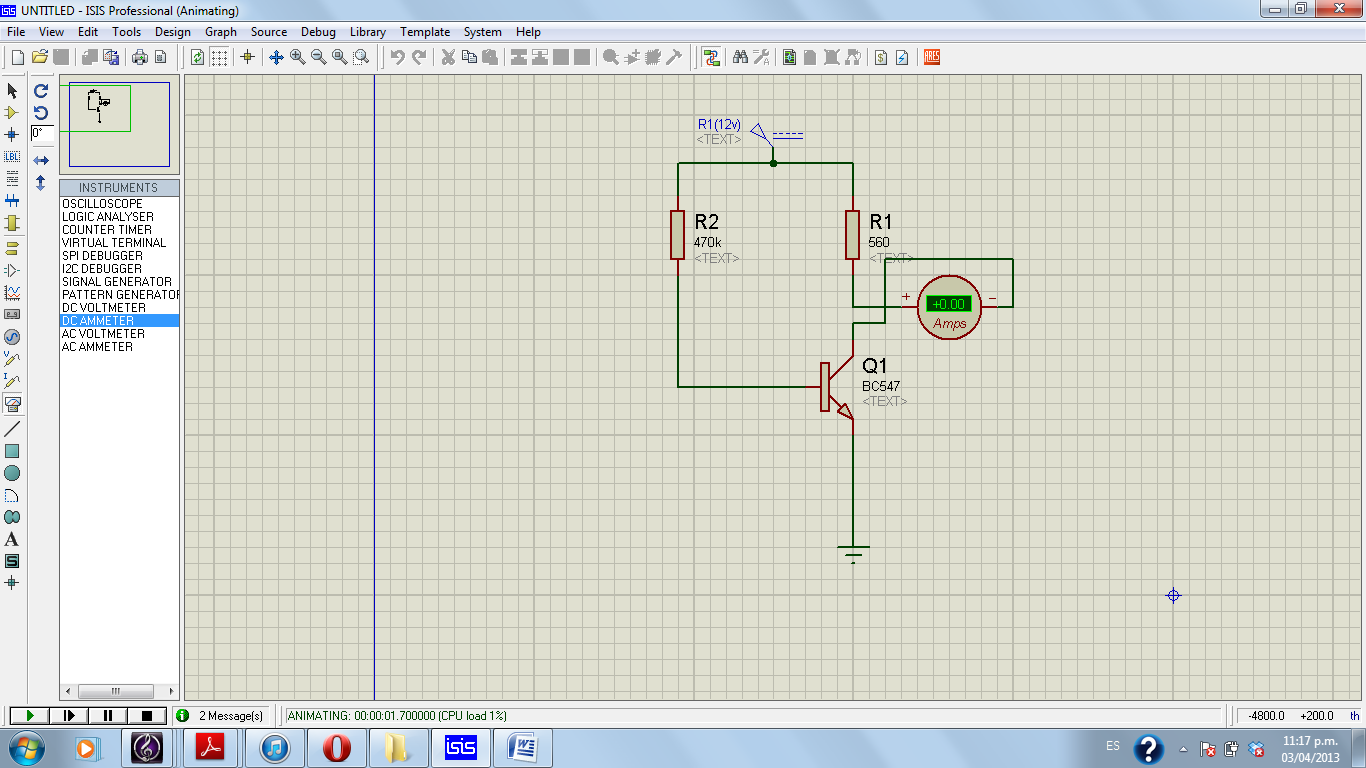 UNTITLED - ISIS Professional (Animating)
File View Edit Tools Design Graph Source Debug Library Template System Help
ARES
0°
LBL
INSTRUMENTS
OSCILLOSCOPE
LOGIC ANALYSER
COUNTER TIMER
VIRTUAL TERMINAL
SPI DEBUGGER
I2C DEBUGGER
SIGNAL GENERATOR
PATTERN GENERATOR
DC VOLTMETER
DC AMMETER
AC VOLTMETER
AC AMMETER
A
S
R1(12v)
<TEXT>
R2
470k
<TEXT>
R1
560
<TEXT>
+ −
+0.00
Amps
Q1
BC547
<TEXT>
2 Message(s)
ANIMATING: 00:00:01.700000 (CPU load 1%)
-4800.0 +200.0 th
isis
ES
11:17 p.m.
03/04/2013